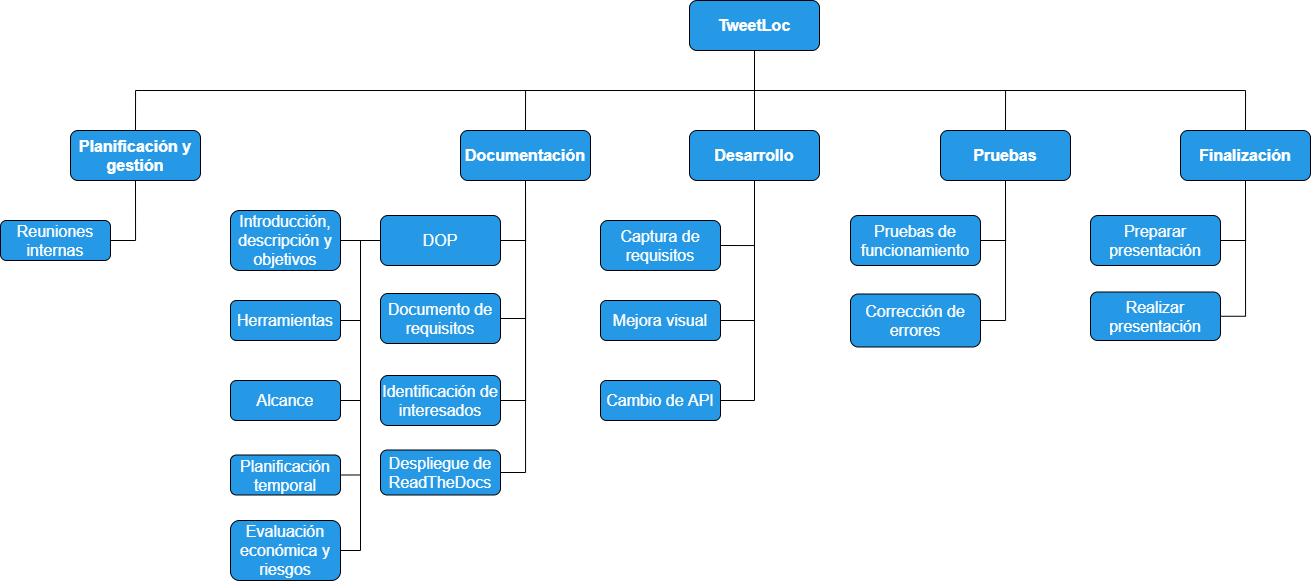 TweetLoc
Planificación y
gestión
Documentación
Desarrollo
Pruebas
Finalización
Reuniones
internas
Introducción,
descripción y
objetivos
Herramientas
Alcance
Planificación
temporal
Evaluación
económica y
riesgos
DOP
Documento de
requisitos
Identificación de
interesados
Despliegue de
ReadTheDocs
Captura de
requisitos
Mejora visual
Cambio de API
Pruebas de
funcionamiento
Corrección de
errores
Preparar
presentación
Realizar
presentación